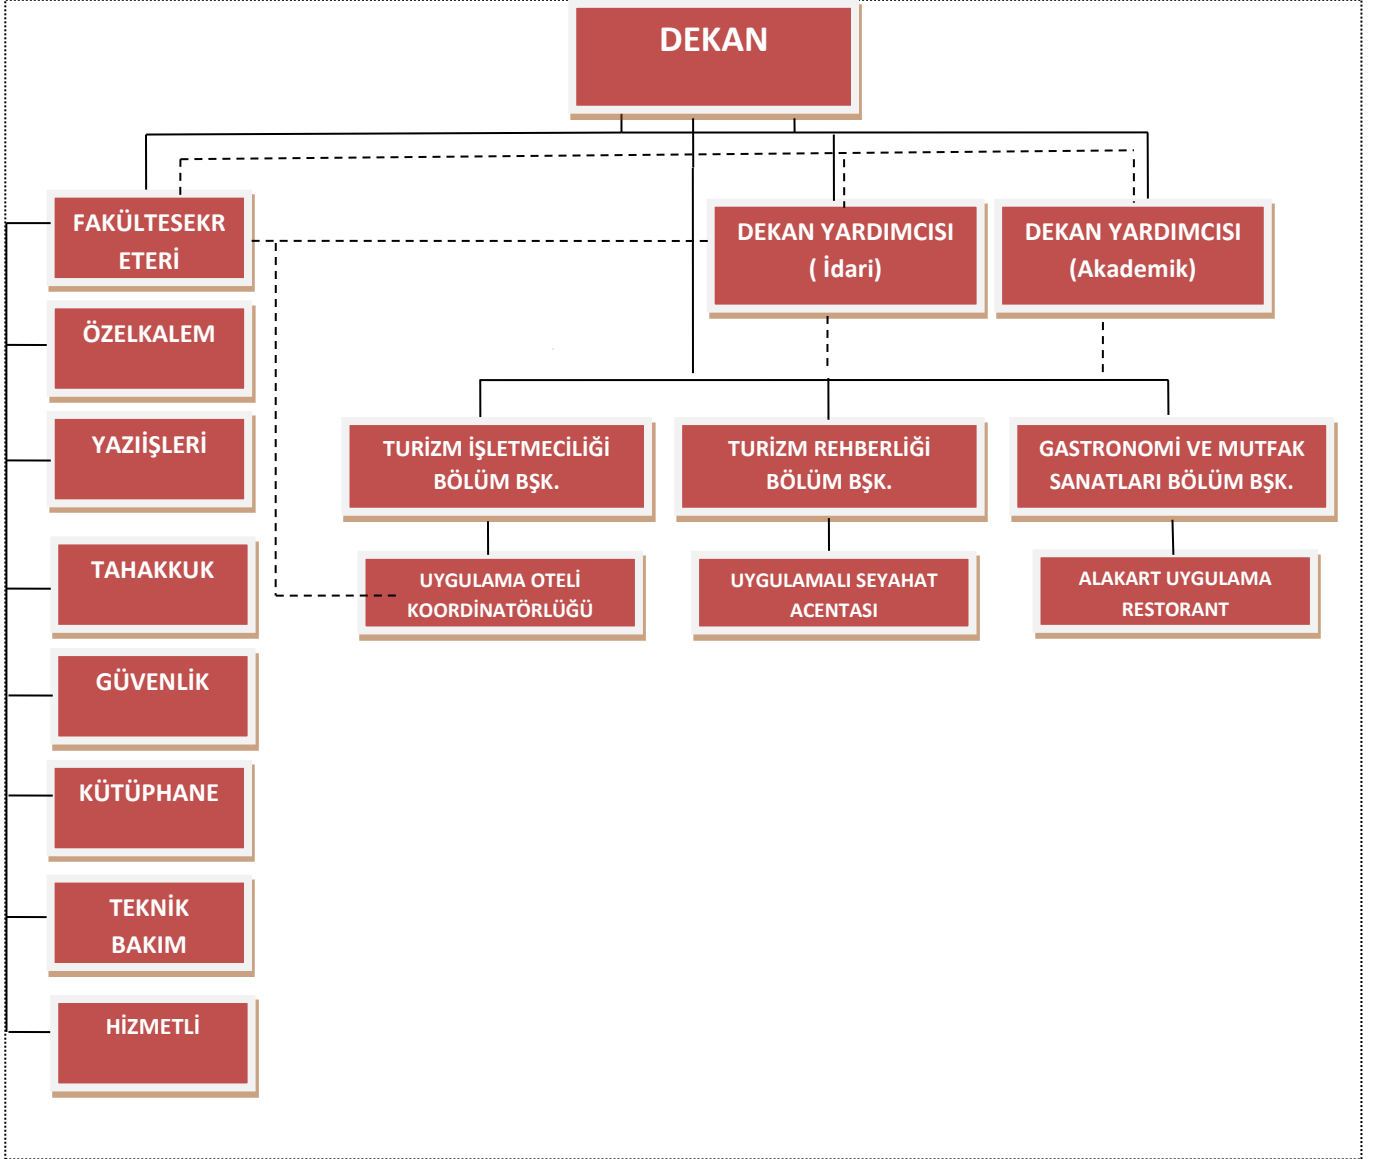 DEKAN
FAKÜLTESEKR
ETERİ
DEKAN YARDIMCISI
( İdari)
DEKAN YARDIMCISI
(Akademik)
ÖZELKALEM
YAZIİŞLERİ
TURİZM İŞLETMECİLİĞİ
BÖLÜM BŞK.
TURİZM REHBERLİĞİ
BÖLÜM BŞK.
GASTRONOMİ VE MUTFAK
SANATLARI BÖLÜM BŞK.
TAHAKKUK
UYGULAMA OTELİ
KOORDİNATÖRLÜĞÜ
UYGULAMALI SEYAHAT
ACENTASI
ALAKART UYGULAMA
RESTORANT
GÜVENLİK
KÜTÜPHANE
TEKNİK
BAKIM
HİZMETLİ